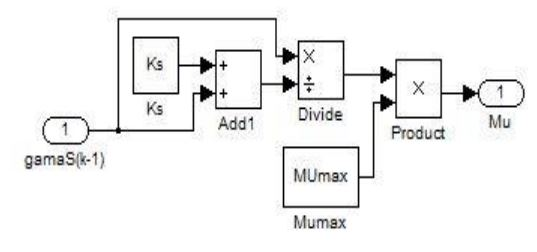 Ks
Ks
+
+
Add1
×
÷
Divide
×
Product
1
Mu
1
gamaS(k-1)
MUmax
Mumax